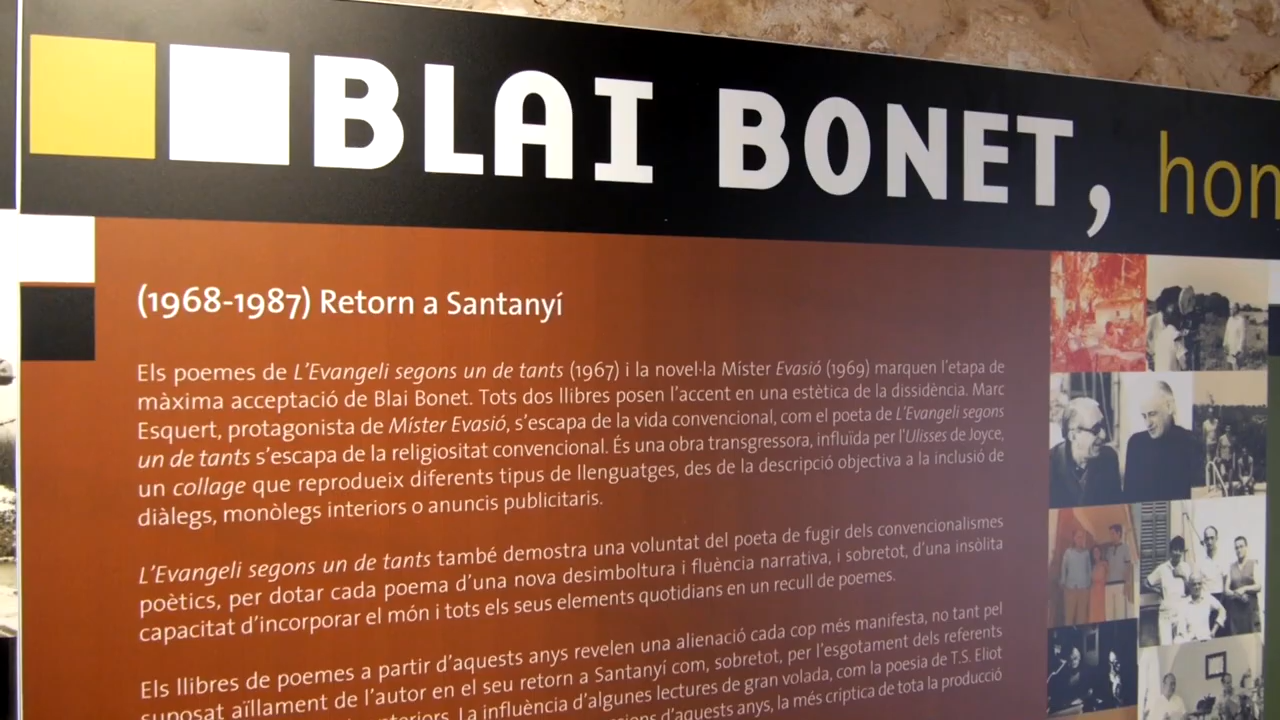 BLAI BONET,
(1968-1987) Retorn a Santanyí
Els poemes de L'Evangeli segons un de tants (1967) i la novel·la Míster Evasió (1969) marquen l'etapa de
màxima acceptació de Blai Bonet. Tots dos llibres posen l'accent en una estètica de la dissidència. Marc
Esquert, protagonista de Míster Evasió, s'escapa de la vida convencional, com el poeta de L'Evangeli segons
un de tants s'escapa de la religiositat convencional. És una obra transgressora, influïda per l'Ulisses de Joyce,
un collage que reprodueix diferents tipus de llenguatges, des de la descripció objectiva a la inclusió de
diàlegs, monòlegs interiors o anuncis publicitaris.
L'Evangeli segons un de tants també demostra una voluntat del poeta de fugir dels convencionalismes
poètics, per dotar cada poema d'una nova desimboltura i fluència narrativa, i sobretot, d'una insòlita
capacitat d'incorporar el món i tots els seus elements quotidians en un recull de poemes.
Els llibres de poemes a partir d'aquests anys revelen una alienació cada cop més manifesta, no tant pel
suposat aïllament de l'autor en el seu retorn a Santanyí com, sobretot, per l'esgotament dels referents
La influència d'algunes lectures de gran volada, com la poesia de T.S. Eliot
d'aquests anys, la més críptica de tota la producció